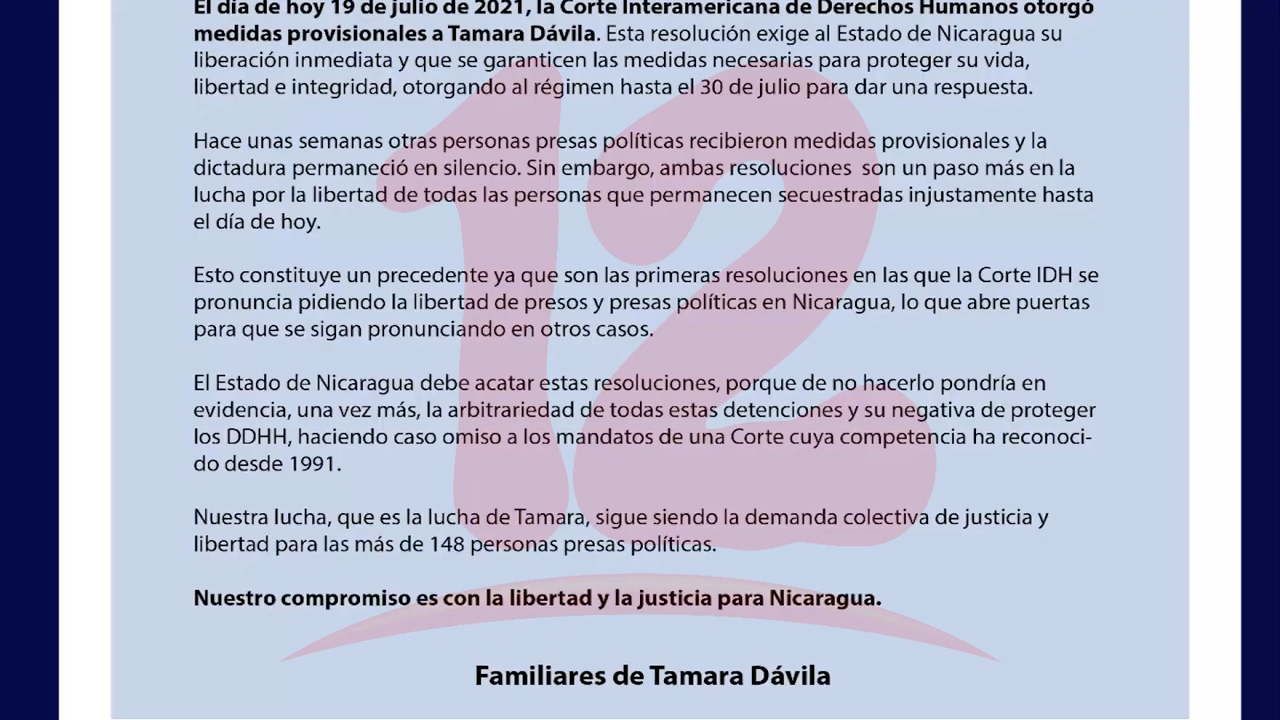 El día de hoy 19 de julio de 2021, la Corte Interamericana de Derechos Humanos otorgó
medidas provisionales a Tamara Dávila. Esta resolución exige al Estado de Nicaragua su
liberación inmediata y que se garanticen las medidas necesarias para proteger su vida,
libertad e integridad, otorgando al régimen hasta el 30 de julio para dar una respuesta.
Hace unas semanas otras personas presas políticas recibieron medidas provisionales y la
dictadura permaneció en silencio. Sin embargo, ambas resoluciones son un paso más en la
lucha por la libertad de todas las personas que permanecen secuestradas injustamente hasta
el día de hoy.
Esto constituye un precedente ya que son las primeras resoluciones en las que la Corte IDH se
pronuncia pidiendo la libertad de presos y presas políticas en Nicaragua, lo que abre puertas
para que se sigan pronunciando en otros casos.
El Estado de Nicaragua debe acatar estas resoluciones, porque de no hacerlo pondría en
evidencia, una vez más, la arbitrariedad de todas estas detenciones y su negativa de proteger
los DDHH, haciendo caso omiso a los mandatos de una Corte cuya competencia ha reconoci-
do desde 1991.
Nuestra lucha, que es la lucha de Tamara, sigue siendo la demanda colectiva de justicia y
libertad para las más de 148 personas presas políticas.
Nuestro compromiso es con la libertad y la justicia para Nicaragua.
Familiares de Tamara Dávila
12